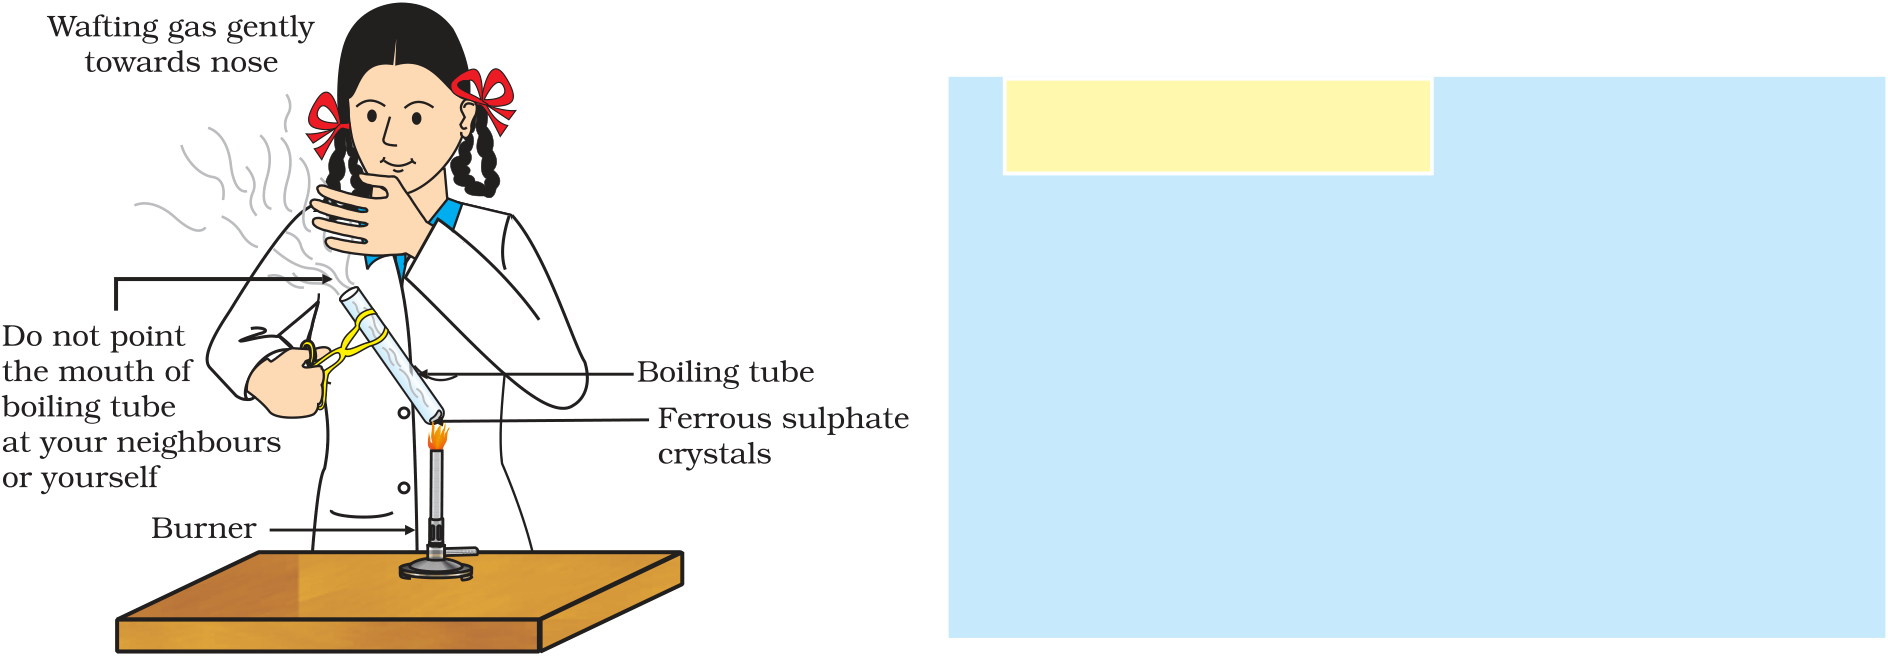 Wafting gas gently
towards nose
Do not point
the mouth of
boiling tube
at your neighbours
or yourself
Boiling tube
Ferrous sulphate
crystals
Burner